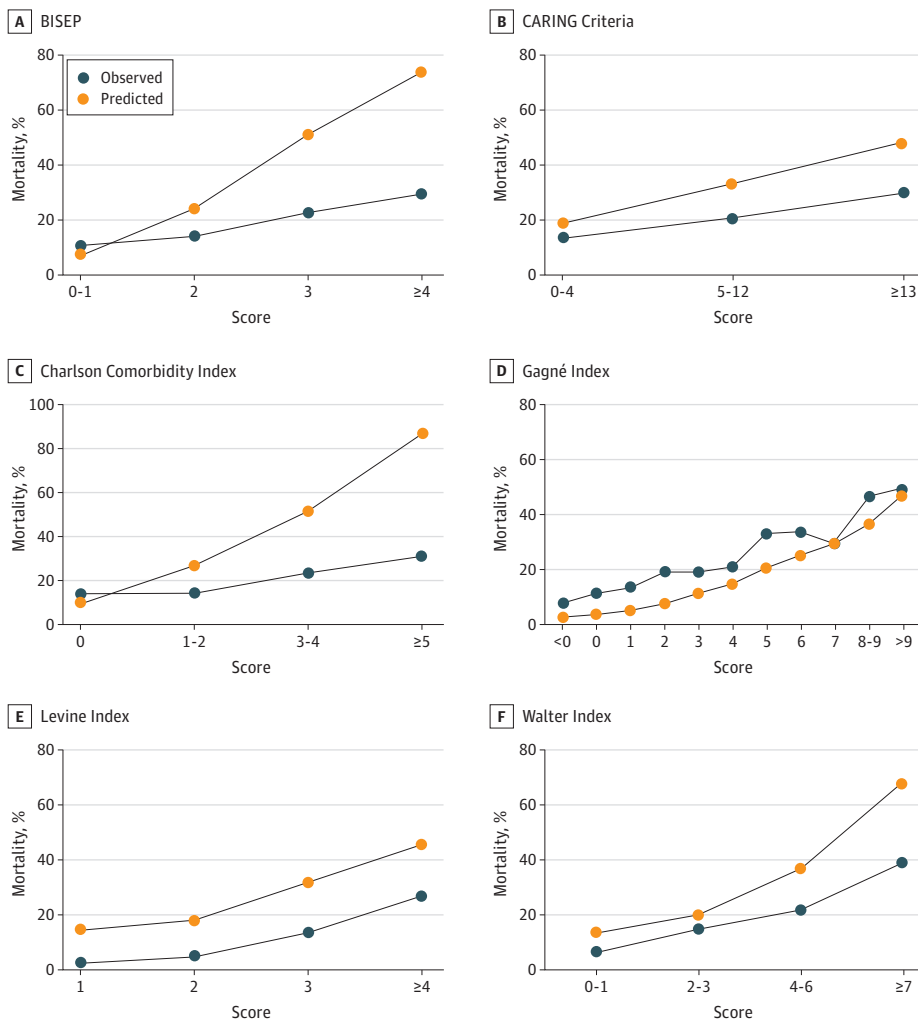 A BISEP
80
60
40
20
0
Mortality, %
Observed
Predicted
0-1 2 3 ≥4
Score
B CARING Criteria
80
60
40
20
0
Mortality, %
0-4 5-12 ≥13
Score
C Charlson Comorbidity Index
100
80
60
40
20
0
Mortality, %
0 1-2 3-4 ≥5
Score
D Gagné Index
80
60
40
20
0
Mortality, %
<0 0 1 2 3 4 5 6 7 8-9 >9
Score
E Levine Index
80
60
40
20
0
Mortality, %
1 2 3 ≥4
Score
F Walter Index
80
60
40
20
0
Mortality, %
0-1 2-3 4-6 ≥7
Score